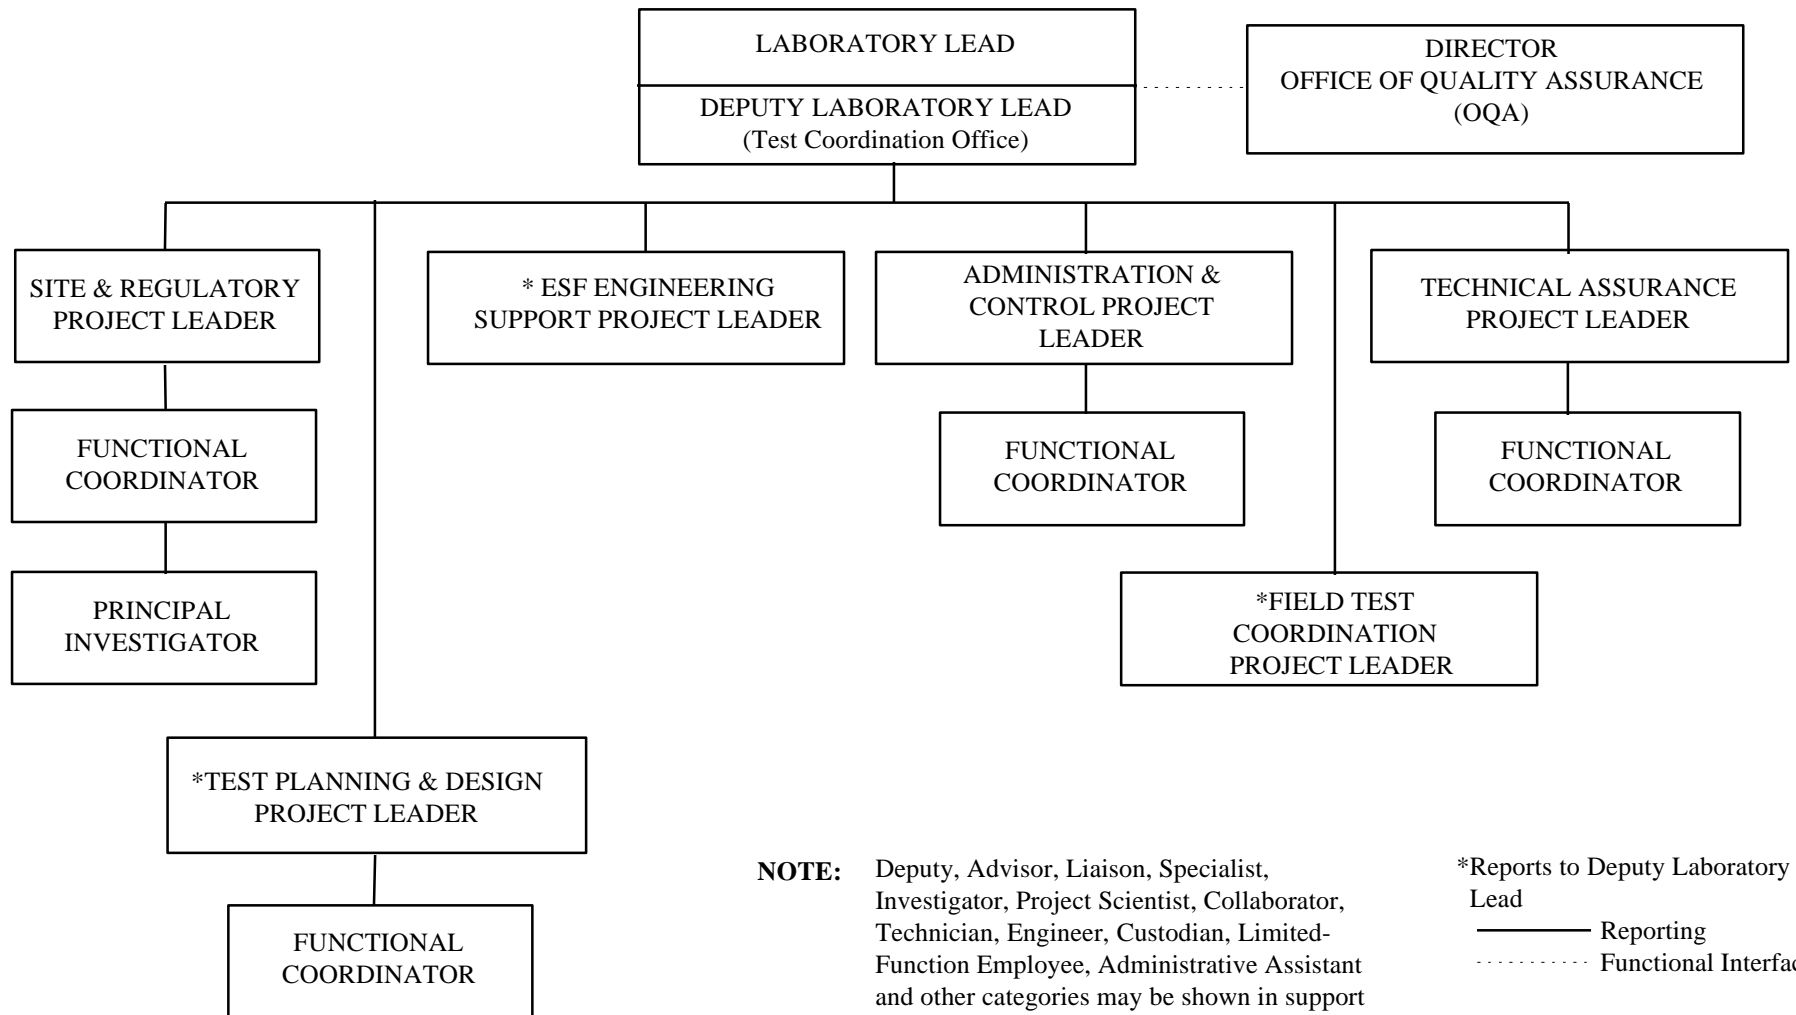 LABORATORY LEAD
DEPUTY LABORATORY LEAD
(Test Coordination Office)
DIRECTOR
OFFICE OF QUALITY ASSURANCE
(OQA)
SITE & REGULATORY
PROJECT LEADER
* ESF ENGINEERING
SUPPORT PROJECT LEADER
ADMINISTRATION &
CONTROL PROJECT
LEADER
TECHNICAL ASSURANCE
PROJECT LEADER
FUNCTIONAL
COORDINATOR
FUNCTIONAL
COORDINATOR
FUNCTIONAL
COORDINATOR
PRINCIPAL
INVESTIGATOR
*FIELD TEST
COORDINATION
PROJECT LEADER
*TEST PLANNING & DESIGN
PROJECT LEADER
FUNCTIONAL
COORDINATOR
NOTE: Deputy, Advisor, Liaison, Specialist,
Investigator, Project Scientist, Collaborator,
Technician, Engineer, Custodian, Limited-
Function Employee, Administrative Assistant
and other categories may be shown in support
*Reports to Deputy Laboratory
Lead
Reporting
Functional Interfac